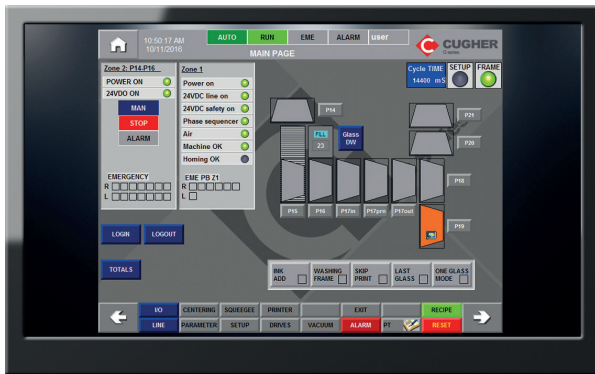 10:50:17 AM
10/11/2016
AUTO
RUN
EME
ALARM
user
MAIN PAGE
CUGHER
Zone 2: P14-P16
POWER ON
24VDO ON
MAN
STOP
ALARM
EMERGENCY
R
L
Zone 1
Power on
24VDC line on
24VDC safety on
Phase sequencer
Air
Machine OK
Homing OK
EME PB Z1
R
L
Cycle TIME
14400 mS
SETUP
FRAME
P14
FLL
23
Glass
DW
P21
P20
P18
P15
P16
P17in
P17pre
P17out
P19
LOGIN
LOGOUT
TOTALS
INK
ADD
WASHING
FRAME
SKIP
PRINT
LAST
GLASS
ONE GLASS
MODE
I/O
CENTERING
SQUEEGEE
PRINTER
EXIT
RECIPE
LINE
PARAMETER
SETUP
DRIVES
VACUUM
ALARM
PT
RESET